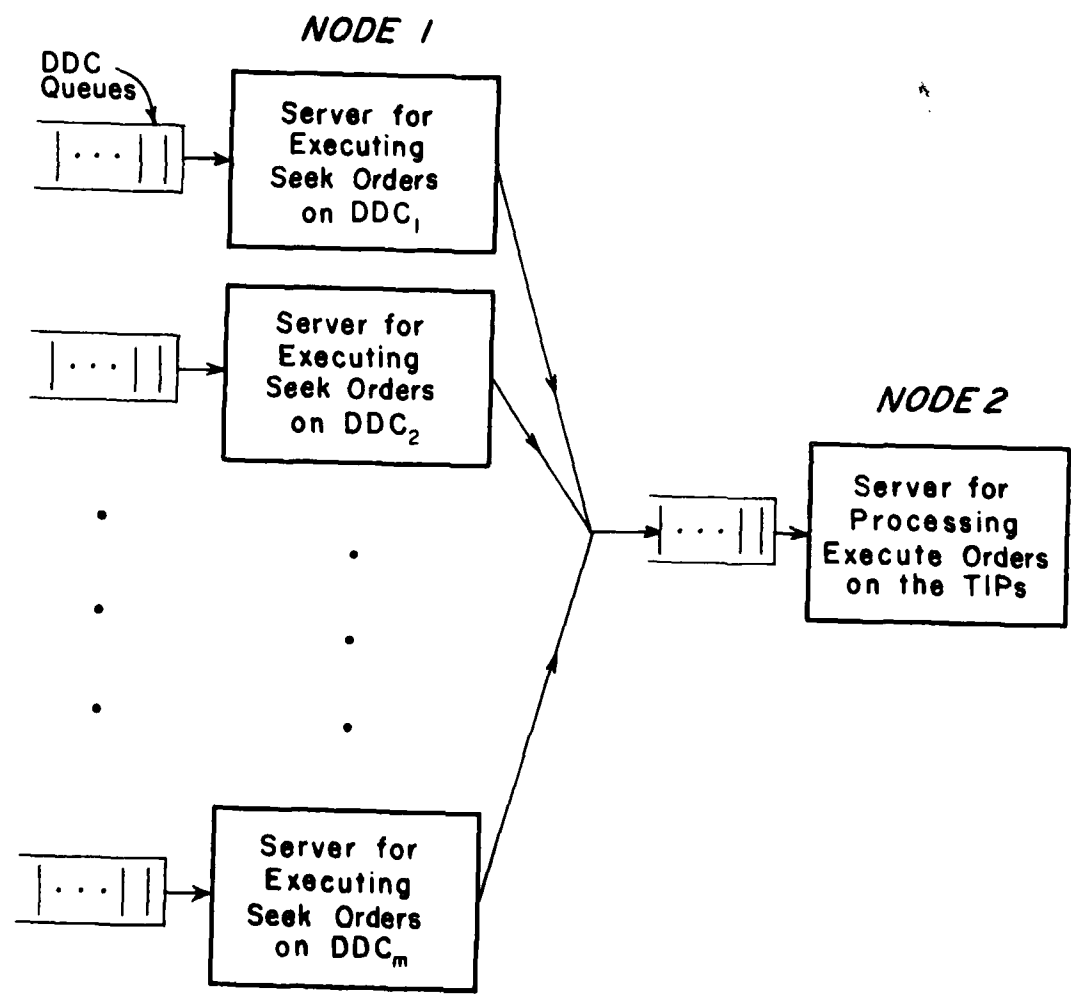 NODE 1
DDC
Queues
Server for
Executing
Seek Orders
on DDC₁
Server for
Executing
Seek Orders
on DDC₂
NODE 2
Server for
Processing
Execute Orders
on the TIPs
Server for
Executing
Seek Orders
on DDCₘ